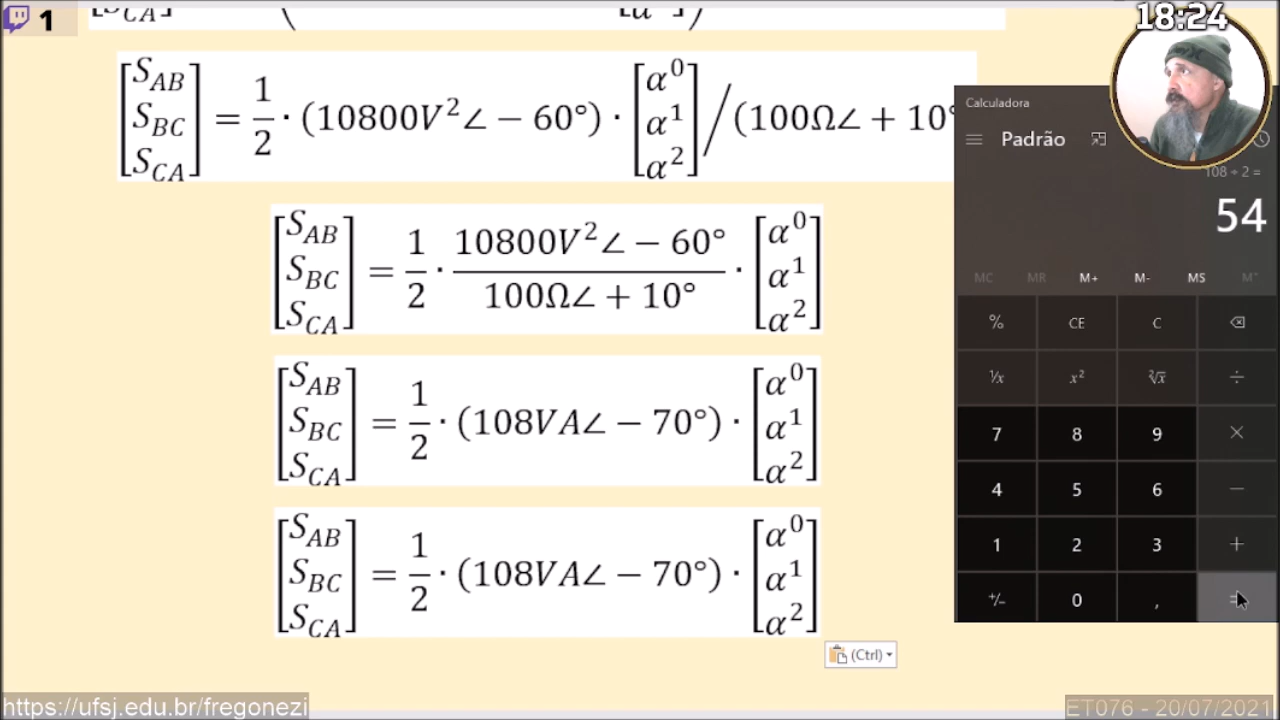 1
18:24
[S_AB S_BC S_CA] = 1/2 · (10800V²∠ − 60°) · [α⁰ α¹ α²] / (100Ω∠ + 10°
[S_AB S_BC S_CA] = 1/2 · 10800V²∠ − 60° / 100Ω∠ + 10° · [α⁰ α¹ α²]
[S_AB S_BC S_CA] = 1/2 · (108VA∠ − 70°) · [α⁰ α¹ α²]
[S_AB S_BC S_CA] = 1/2 · (108VA∠ − 70°) · [α⁰ α¹ α²]
(Ctrl)
Calculadora
Padrão
108 ÷ 2 =
54
MC MR M+ M- MS M˅
% CE C
¹/x x² ²√x ÷
7 8 9 ×
4 5 6 −
1 2 3 +
+/− 0 , =
https://ufsj.edu.br/fregonezi
ET076 - 20/07/2021